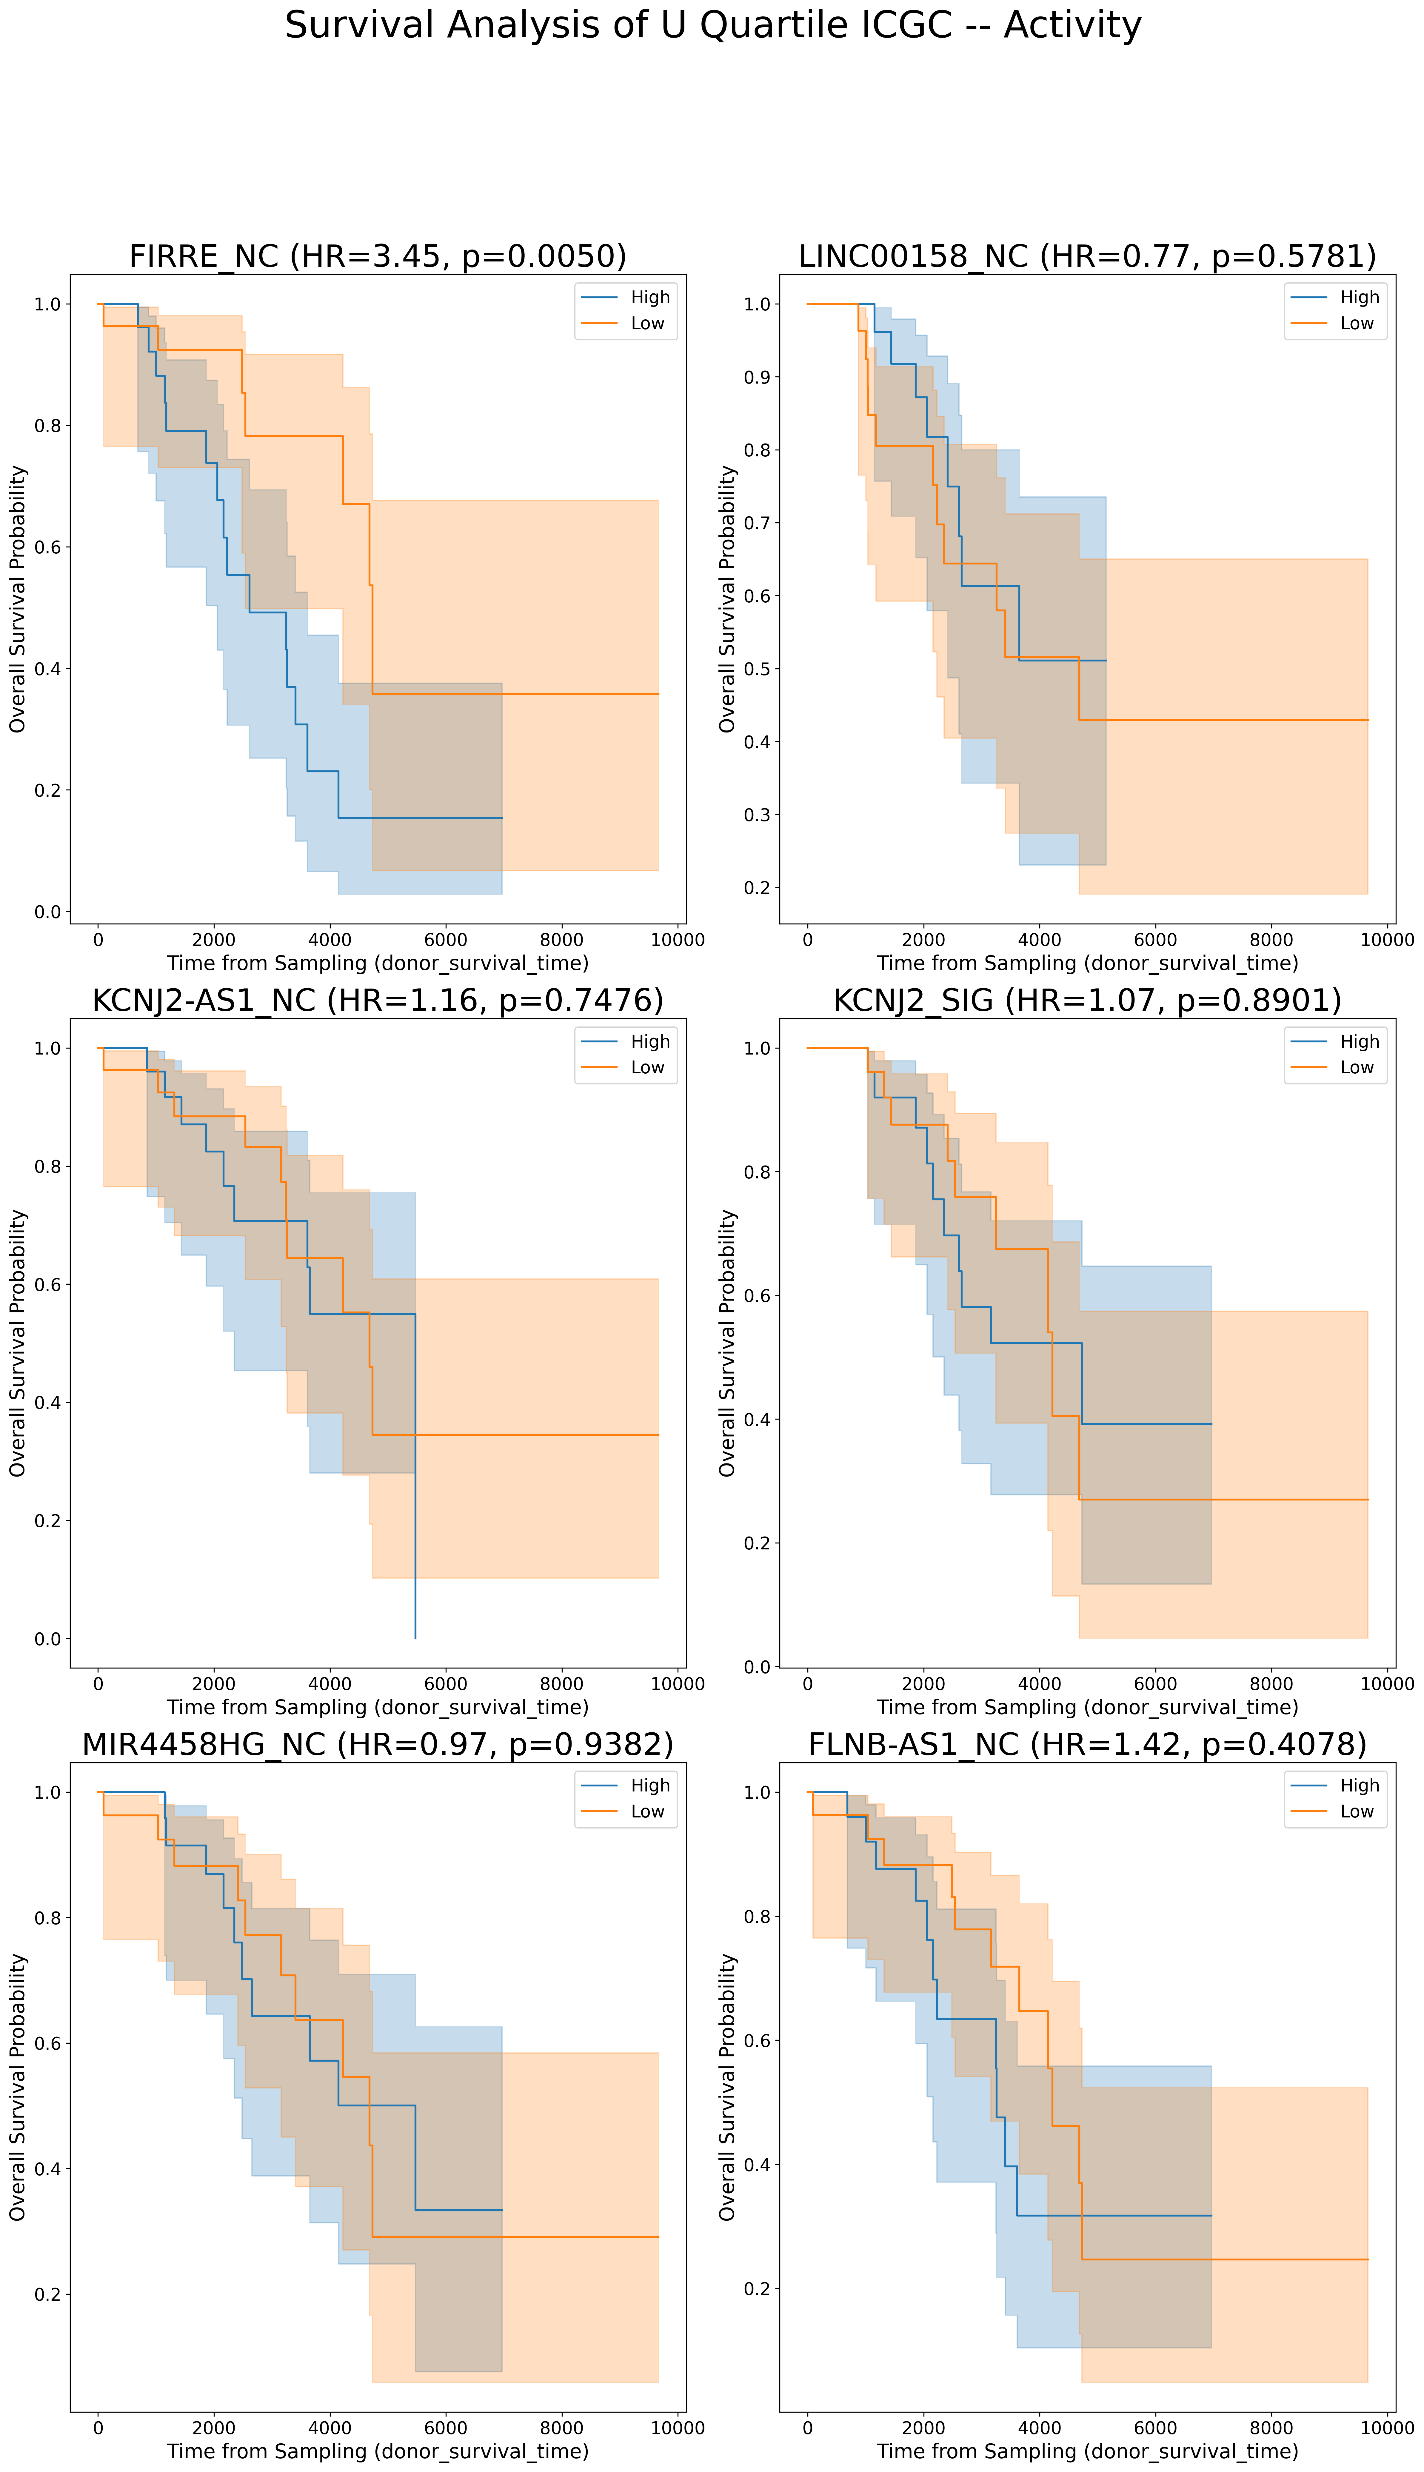 Survival Analysis of U Quartile ICGC -- Activity
FIRRE_NC (HR=3.45, p=0.0050)
High
Low
1.0
0.8
0.6
0.4
0.2
0.0
Overall Survival Probability
0 2000 4000 6000 8000 10000
Time from Sampling (donor_survival_time)
LINC00158_NC (HR=0.77, p=0.5781)
High
Low
1.0
0.9
0.8
0.7
0.6
0.5
0.4
0.3
0.2
Overall Survival Probability
0 2000 4000 6000 8000 10000
Time from Sampling (donor_survival_time)
KCNJ2-AS1_NC (HR=1.16, p=0.7476)
High
Low
1.0
0.8
0.6
0.4
0.2
0.0
Overall Survival Probability
0 2000 4000 6000 8000 10000
Time from Sampling (donor_survival_time)
KCNJ2_SIG (HR=1.07, p=0.8901)
High
Low
1.0
0.8
0.6
0.4
0.2
0.0
Overall Survival Probability
0 2000 4000 6000 8000 10000
Time from Sampling (donor_survival_time)
MIR4458HG_NC (HR=0.97, p=0.9382)
High
Low
1.0
0.8
0.6
0.4
0.2
Overall Survival Probability
0 2000 4000 6000 8000 10000
Time from Sampling (donor_survival_time)
FLNB-AS1_NC (HR=1.42, p=0.4078)
High
Low
1.0
0.8
0.6
0.4
0.2
Overall Survival Probability
0 2000 4000 6000 8000 10000
Time from Sampling (donor_survival_time)